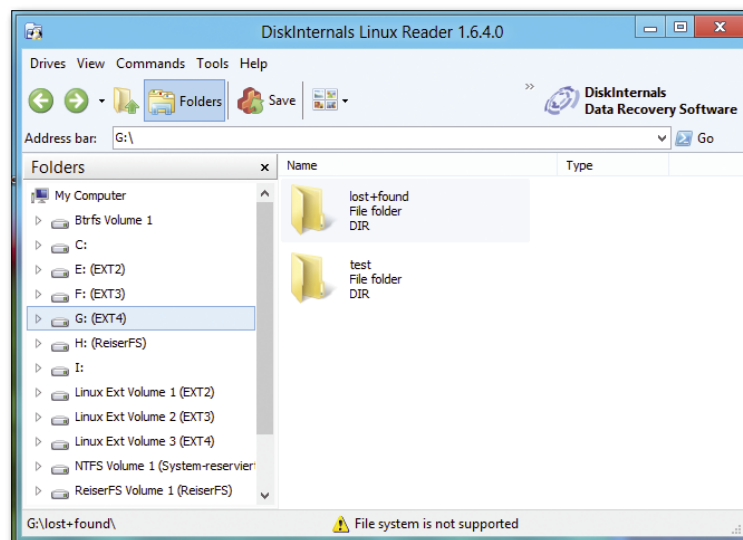 DiskInternals Linux Reader 1.6.4.0
Drives View Commands Tools Help
Folders Save
DiskInternals
Data Recovery Software
Address bar: G:\ Go
Folders x Name Type
My Computer
Btrfs Volume 1
C:
E: (EXT2)
F: (EXT3)
G: (EXT4)
H: (ReiserFS)
I:
Linux Ext Volume 1 (EXT2)
Linux Ext Volume 2 (EXT3)
Linux Ext Volume 3 (EXT4)
NTFS Volume 1 (System-reservier
ReiserFS Volume 1 (ReiserFS)
lost+found
File folder
DIR
test
File folder
DIR
G:\lost+found\ File system is not supported